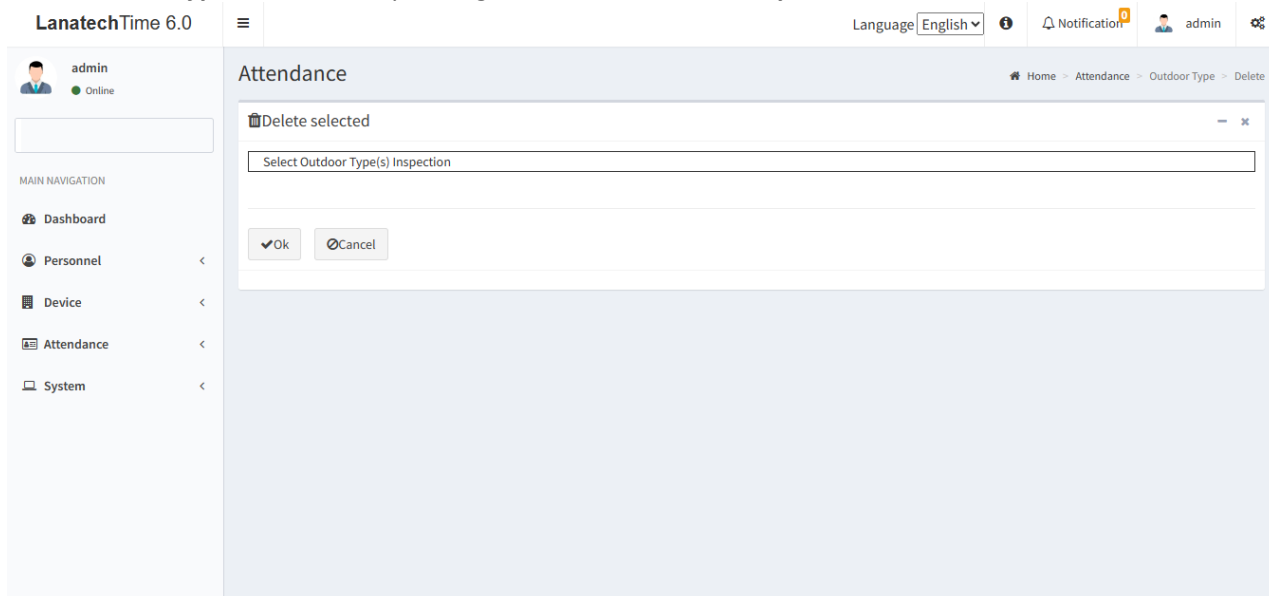 LanatechTime 6.0
Language English
Notification 0
admin
admin
Online
Attendance
Home > Attendance > Outdoor Type > Delete
Delete selected
Select Outdoor Type(s) Inspection
MAIN NAVIGATION
Dashboard
Ok
Cancel
Personnel
Device
Attendance
System